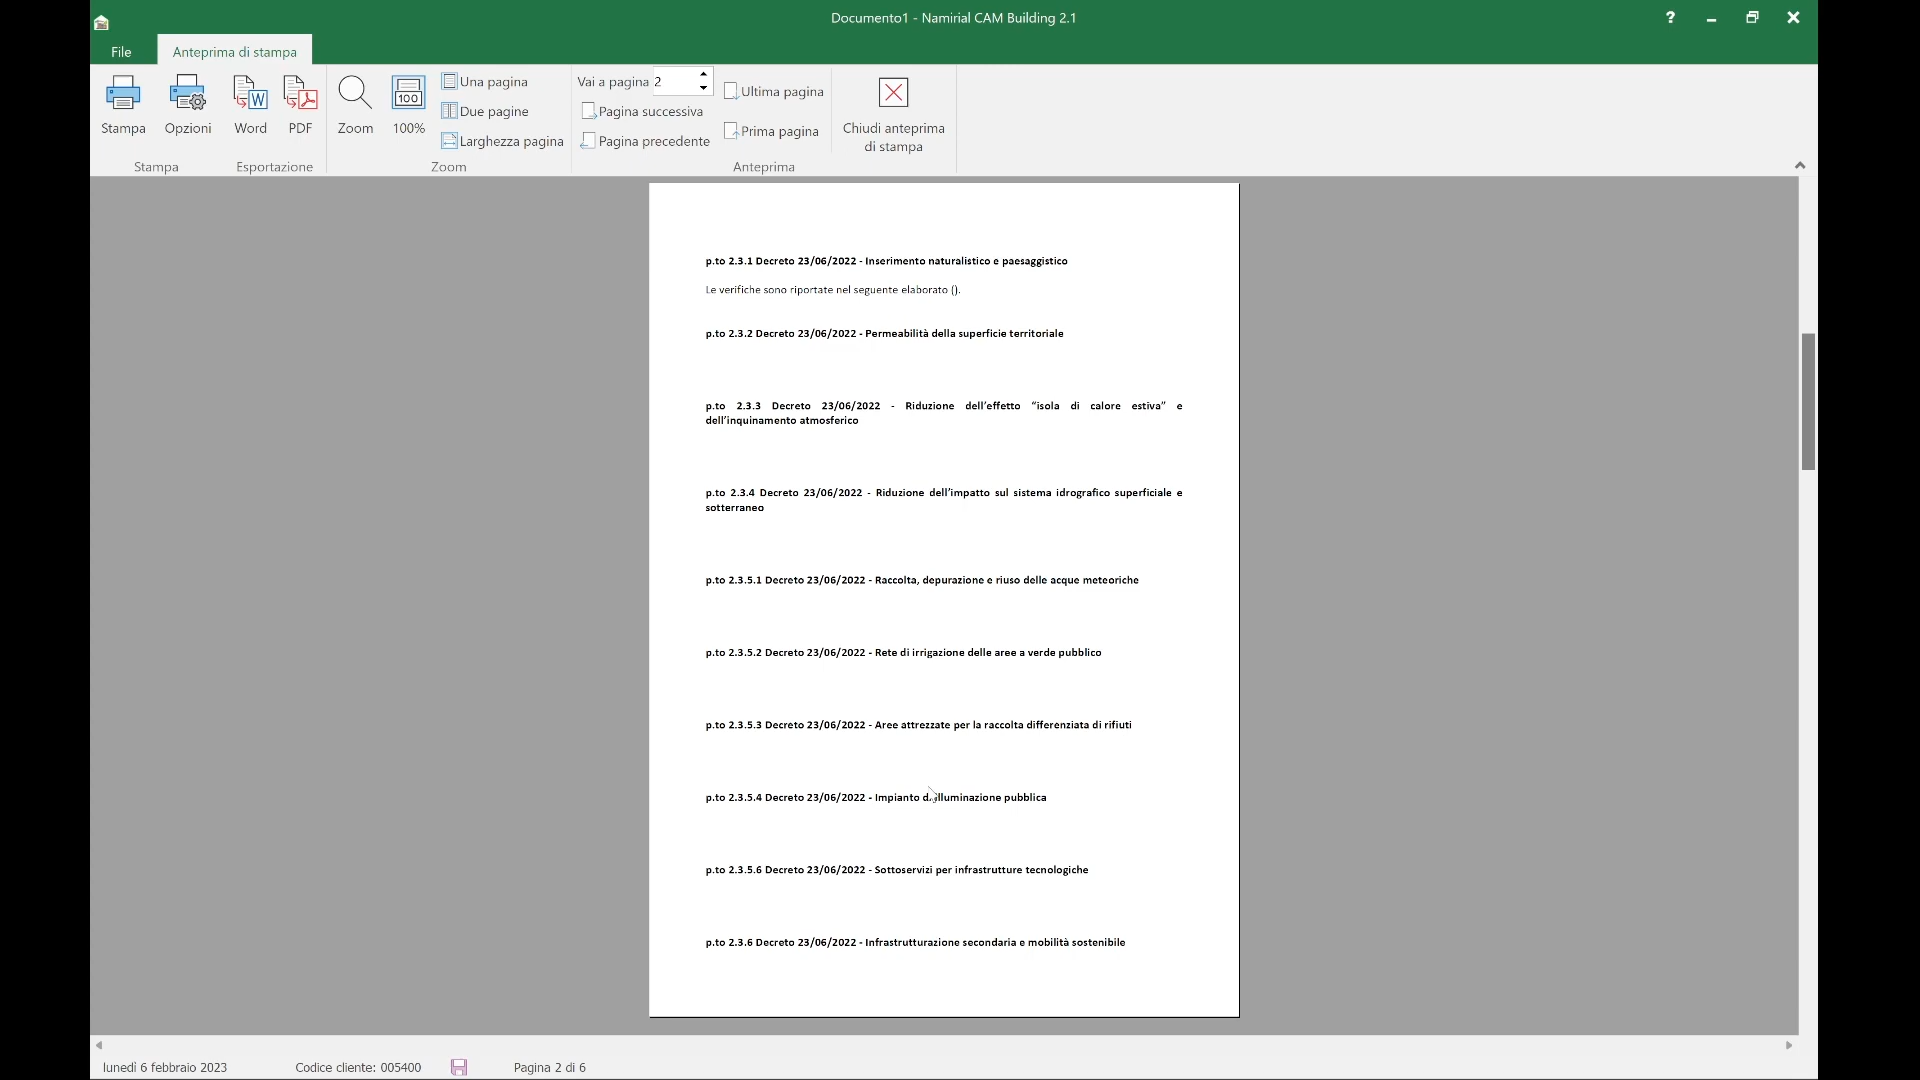 Documento1 - Namirial CAM Building 2.1
?
File
Anteprima di stampa
Stampa
Opzioni
Word
PDF
Zoom
100
100%
Una pagina
Due pagine
Larghezza pagina
Vai a pagina 2
Pagina successiva
Pagina precedente
Ultima pagina
Prima pagina
Chiudi anteprima
di stampa
Stampa
Esportazione
Zoom
Anteprima
p.to 2.3.1 Decreto 23/06/2022 - Inserimento naturalistico e paesaggistico
Le verifiche sono riportate nel seguente elaborato ().
p.to 2.3.2 Decreto 23/06/2022 - Permeabilità della superficie territoriale
p.to 2.3.3 Decreto 23/06/2022 - Riduzione dell’effetto “isola di calore estiva” e
dell’inquinamento atmosferico
p.to 2.3.4 Decreto 23/06/2022 - Riduzione dell’impatto sul sistema idrografico superficiale e
sotterraneo
p.to 2.3.5.1 Decreto 23/06/2022 - Raccolta, depurazione e riuso delle acque meteoriche
p.to 2.3.5.2 Decreto 23/06/2022 - Rete di irrigazione delle aree a verde pubblico
p.to 2.3.5.3 Decreto 23/06/2022 - Aree attrezzate per la raccolta differenziata di rifiuti
p.to 2.3.5.4 Decreto 23/06/2022 - Impianto d’illuminazione pubblica
p.to 2.3.5.6 Decreto 23/06/2022 - Sottoservizi per infrastrutture tecnologiche
p.to 2.3.6 Decreto 23/06/2022 - Infrastrutturazione secondaria e mobilità sostenibile
lunedì 6 febbraio 2023
Codice cliente: 005400
Pagina 2 di 6